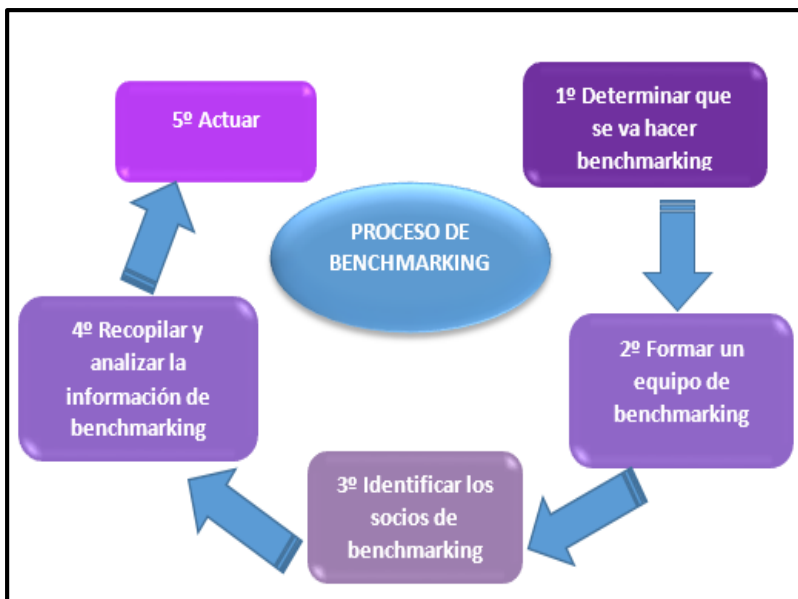 PROCESO DE
BENCHMARKING
1º Determinar que
se va hacer
benchmarking
2º Formar un
equipo de
benchmarking
3º Identificar los
socios de
benchmarking
4º Recopilar y
analizar la
información de
benchmarking
5º Actuar